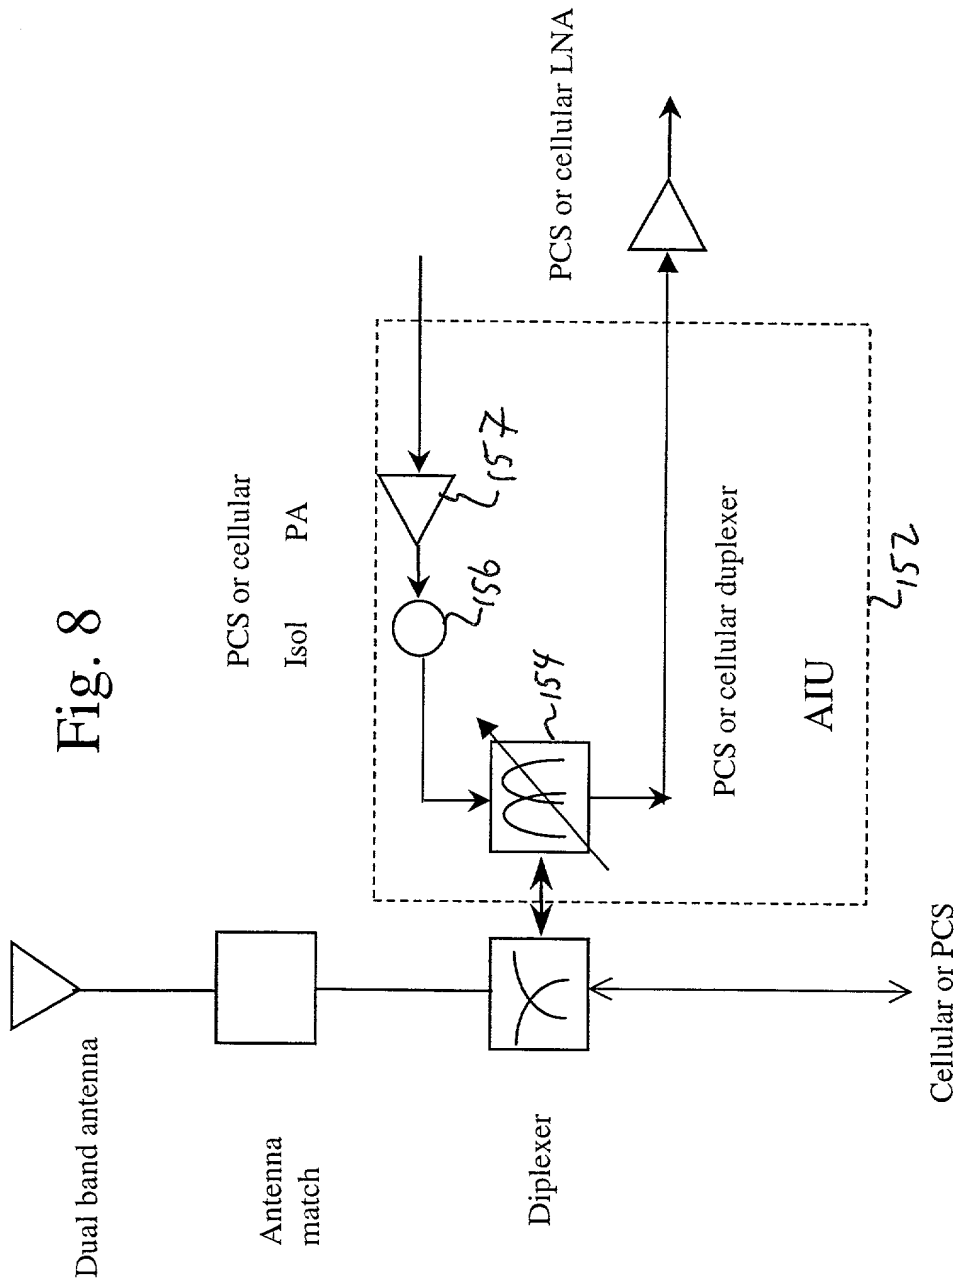 Fig. 8
Dual band antenna
Antenna
match
Diplexer
Cellular or PCS
PCS or cellular
Isol PA
157
156
154
PCS or cellular duplexer
AIU
152
PCS or cellular LNA